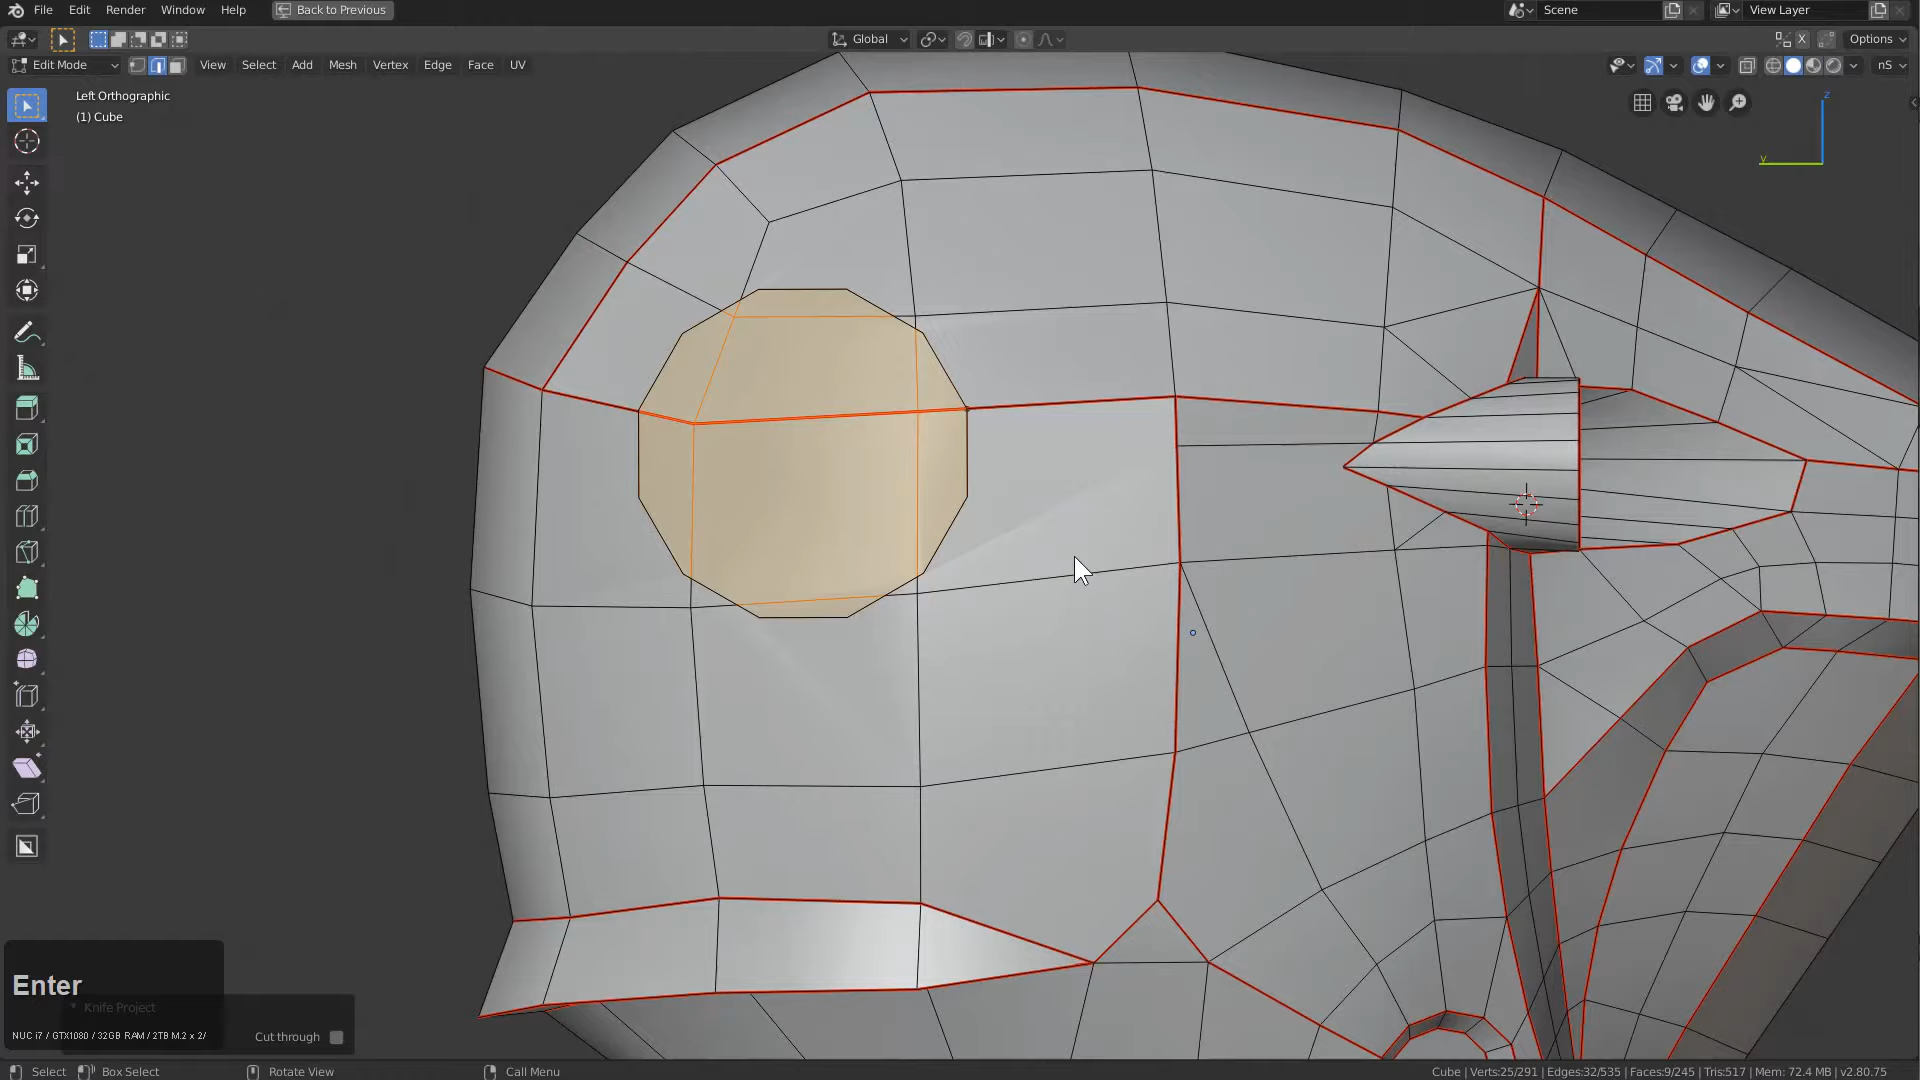 File Edit Render Window Help Back to Previous Scene View Layer
Global Options
X
Edit Mode View Select Add Mesh Vertex Edge Face UV nS
Left Orthographic
(1) Cube
z
y
Enter
Knife Project
NUC i7 / GTX1080 / 32GB RAM / 2TB M.2 x 2/
Cut through
Select Box Select Rotate View Call Menu Cube | Verts:25/291 | Edges:32/535 | Faces:9/245 | Tris:517 | Mem: 72.4 MB | v2.80.75